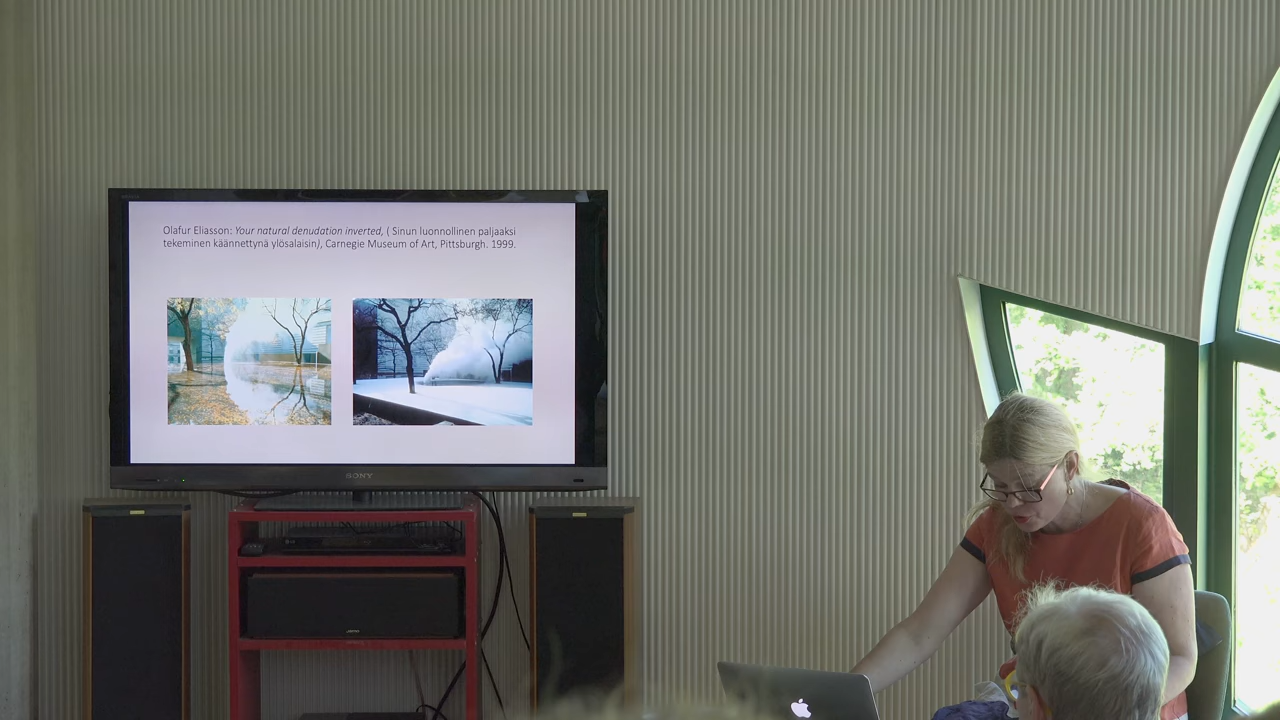 Olafur Eliasson: Your natural denudation inverted, ( Sinun luonnollinen paljaaksi
tekeminen käännettynä ylösalaisin), Carnegie Museum of Art, Pittsburgh. 1999.
SONY